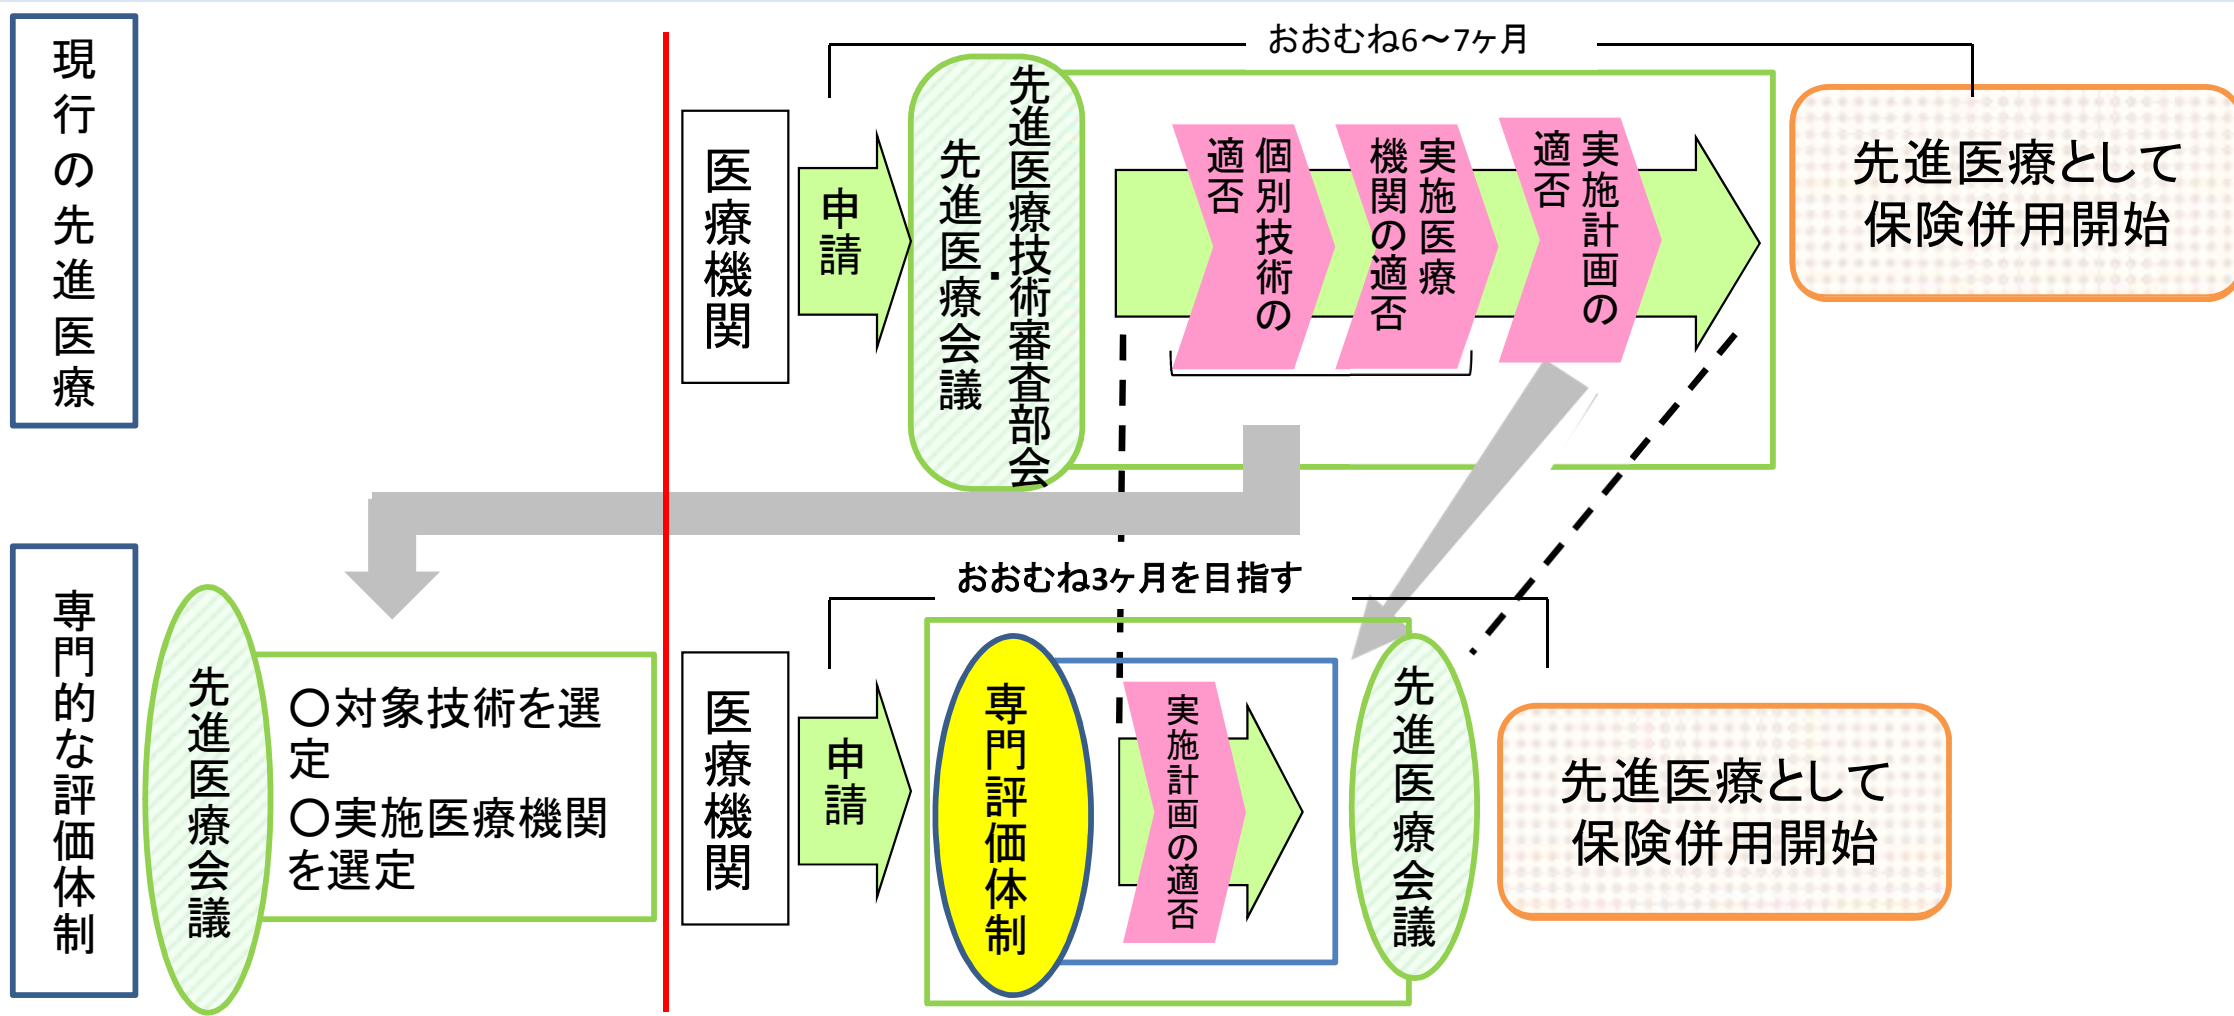 現行の先進医療
おおむね6～7ヶ月
医療機関
申請
先進医療技術審査部会
・
先進医療会議
個別技術の
適否
実施医療
機関の適否
実施計画の
適否
先進医療として
保険併用開始
専門的な評価体制
先進医療会議
○対象技術を選
定
○実施医療機関
を選定
おおむね3ヶ月を目指す
医療機関
申請
専門評価体制
実施計画の適否
先進医療会議
先進医療として
保険併用開始